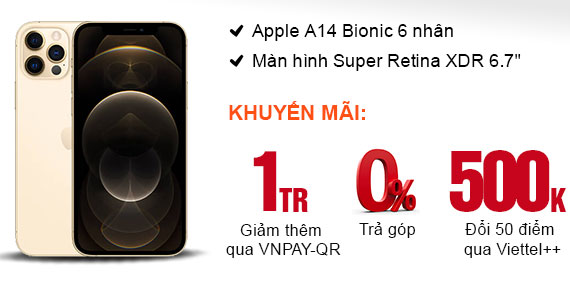 Apple A14 Bionic 6 nhân
Màn hình Super Retina XDR 6.7"
KHUYẾN MÃI:
1TR
Giảm thêm
qua VNPAY-QR
0%
Trả góp
500K
Đổi 50 điểm
qua Viettel++